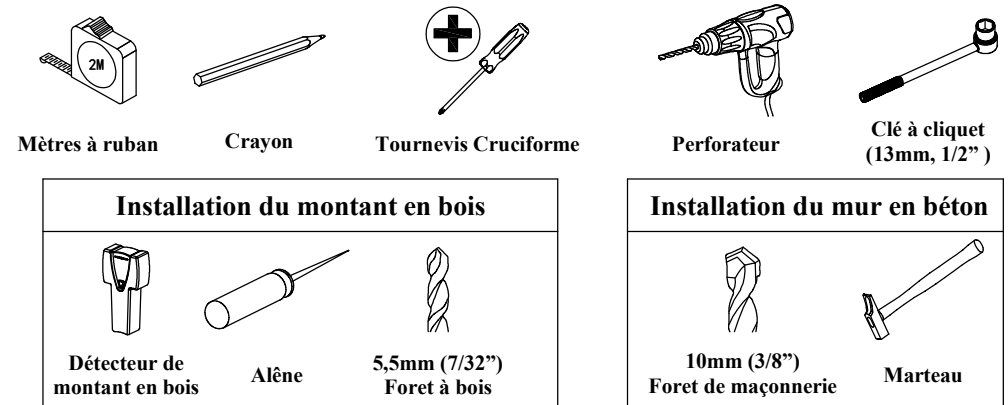 2M
Mètres à ruban
Crayon
Tournevis Cruciforme
Perforateur
Clé à cliquet
(13mm, 1/2” )
Installation du montant en bois
Détecteur de
montant en bois
Alêne
5,5mm (7/32”)
Foret à bois
Installation du mur en béton
10mm (3/8”)
Foret de maçonnerie
Marteau